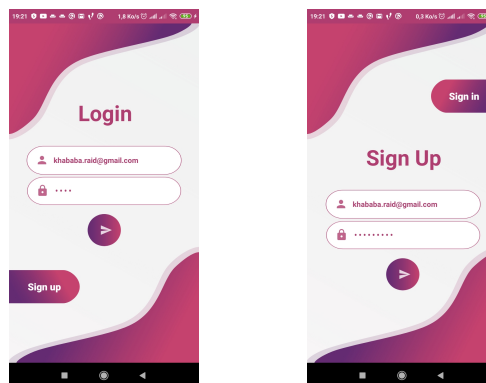 19:21
1,8 Ko/s
Login
khababa.raid@gmail.com
Sign up
19:21
0,3 Ko/s
Sign in
Sign Up
khababa.raid@gmail.com